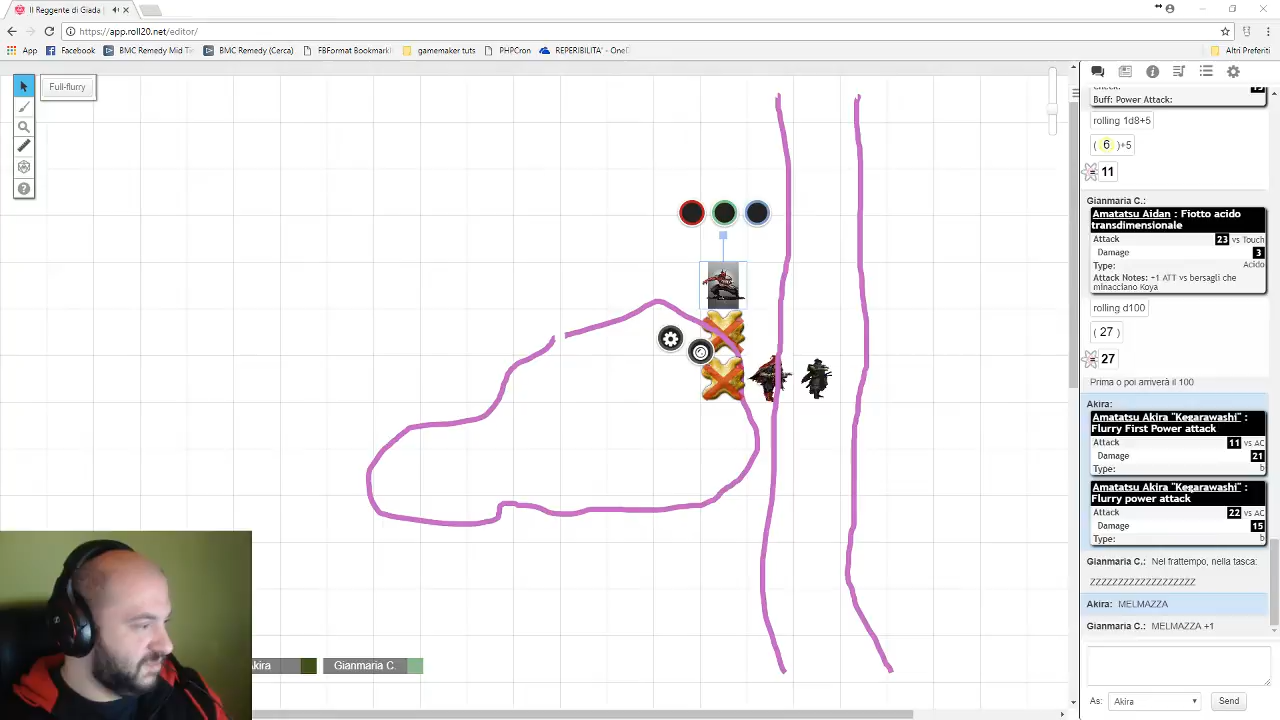 Il Reggente di Giada
https://app.roll20.net/editor/
App
Facebook
BMC Remedy Mid Ti
BMC Remedy (Cerca)
FBFormat Bookmarkl
gamemaker tuts
PHPCron
REPERIBILITA' - OneD
Altri Preferiti
Full-flurry
Buff: Power Attack:
rolling 1d8+5
( 6 )+5
= 11
Gianmaria C.:
Amatatsu Aidan : Fiotto acido
transdimensionale
Attack 23 vs Touch
Damage 3
Type: Acido
Attack Notes: +1 ATT vs bersagli che
minacciano Koya
rolling d100
( 27 )
= 27
Prima o poi arriverà il 100
Akira:
Amatatsu Akira "Kegarawashi" :
Flurry First Power attack
Attack 11 vs AC
Damage 21
Type: b
Amatatsu Akira "Kegarawashi" :
Flurry power attack
Attack 22 vs AC
Damage 15
Type: b
Gianmaria C.: Nel frattempo, nella tasca:
ZZZZZZZZZZZZZZZZZZZ
Akira: MELMAZZA
Gianmaria C.: MELMAZZA +1
As: Akira Send
kira
Gianmaria C.